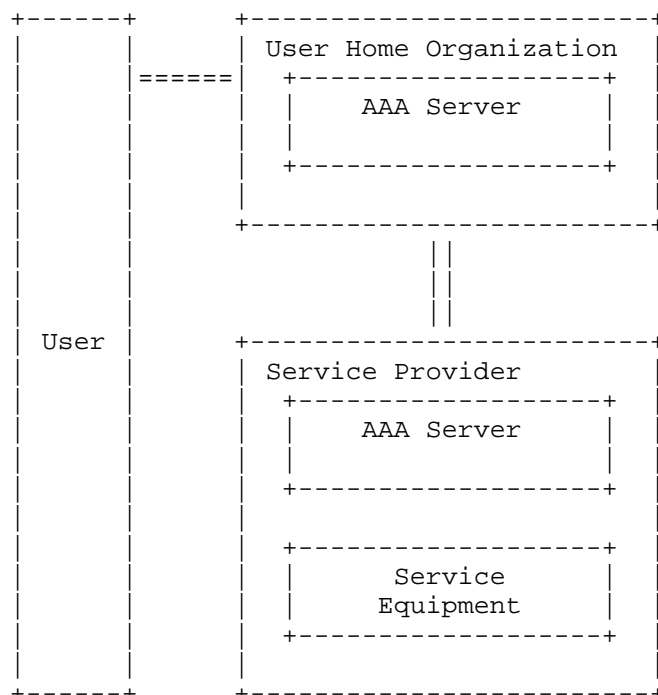 User Home Organization
AAA Server
User
Service Provider
AAA Server
Service
Equipment